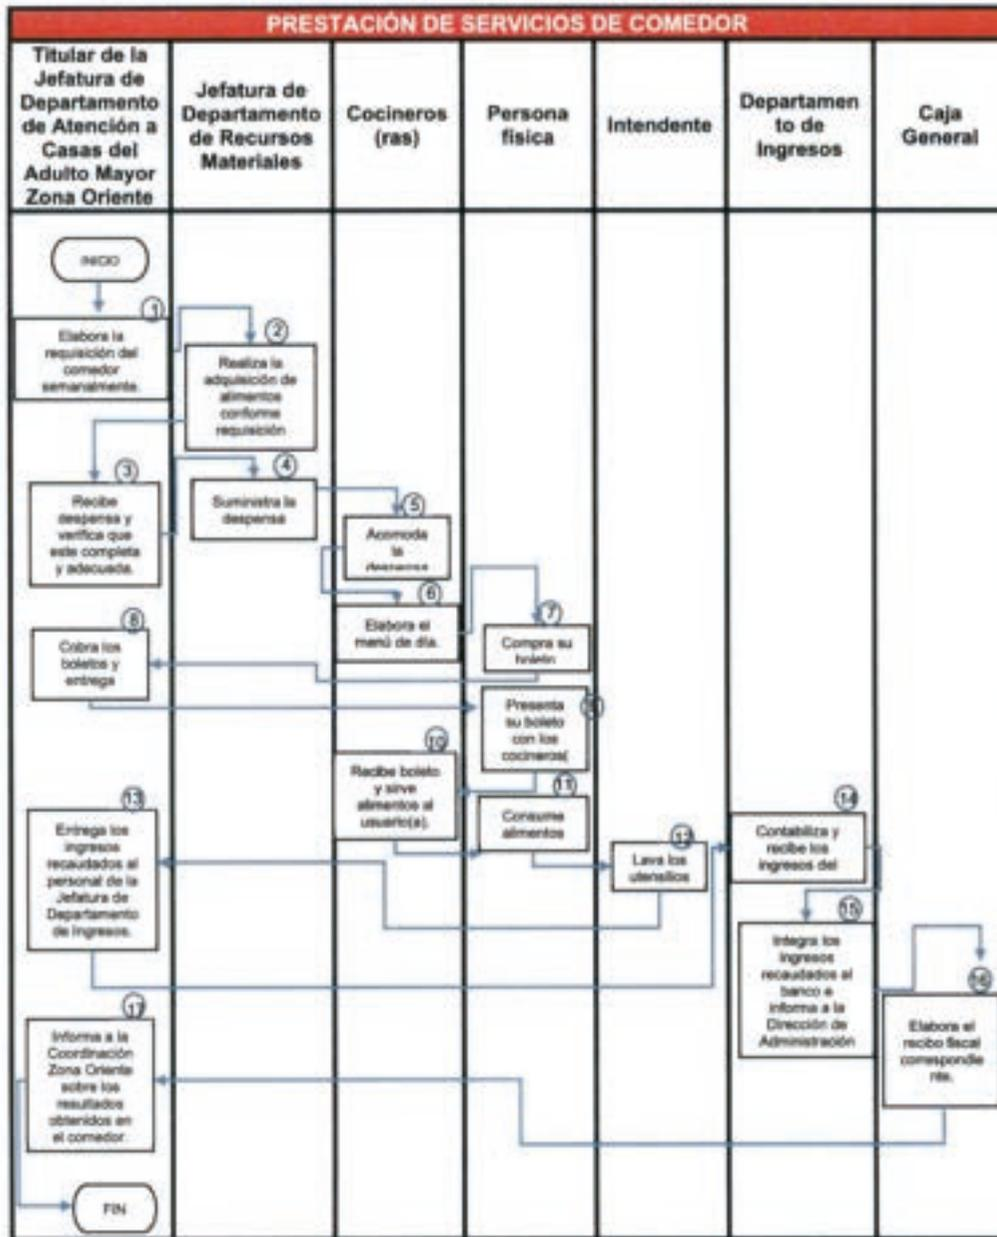 PRESTACIÓN DE SERVICIOS DE COMEDOR
Titular de la
Jefatura de
Departamento
de Atención a
Casas del
Adulto Mayor
Zona Oriente
Jefatura de
Departamento
de Recursos
Materiales
Cocineros
(ras)
Persona
física
Intendente
Departamen
to de
Ingresos
Caja
General
INICIO
1
Elabora la
requisición del
comedor
semanalmente.
2
Realiza la
adquisición de
alimentos
conforme
requisición
3
Recibe
despensa y
verifica que
este completa
y adecuada.
4
Suministra la
despensa
5
Acomoda
la
despensa
6
Elabora el
menú de día.
7
Compra su
boleto
8
Cobra los
boletos y
entrega
9
Presenta
su boleto
con los
cocineros(
10
Recibe boleto
y sirve
alimentos al
usuario(a).
11
Consume
alimentos
12
Lava los
utensilios
13
Entrega los
ingresos
recaudados al
personal de la
Jefatura de
Departamento
de Ingresos.
14
Contabiliza y
recibe los
ingresos del
15
Integra los
ingresos
recaudados al
banco e
informa a la
Dirección de
Administración
16
Elabora el
recibo fiscal
correspondie
nte.
17
Informa a la
Coordinación
Zona Oriente
sobre los
resultados
obtenidos en
el comedor.
FIN